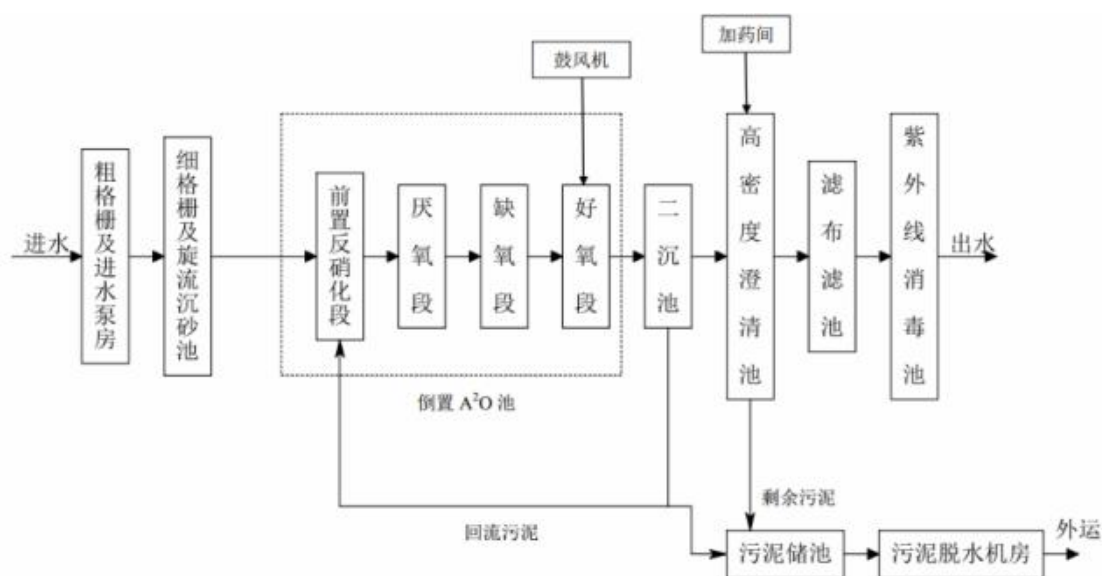 加药间
鼓风机
进水
粗格栅及进水泵房
细格栅及旋流沉砂池
前置反硝化段
厌氧段
缺氧段
好氧段
二沉池
高密度澄清池
滤布滤池
紫外线消毒池
出水
倒置 A²O 池
剩余污泥
回流污泥
污泥储池
污泥脱水机房
外运